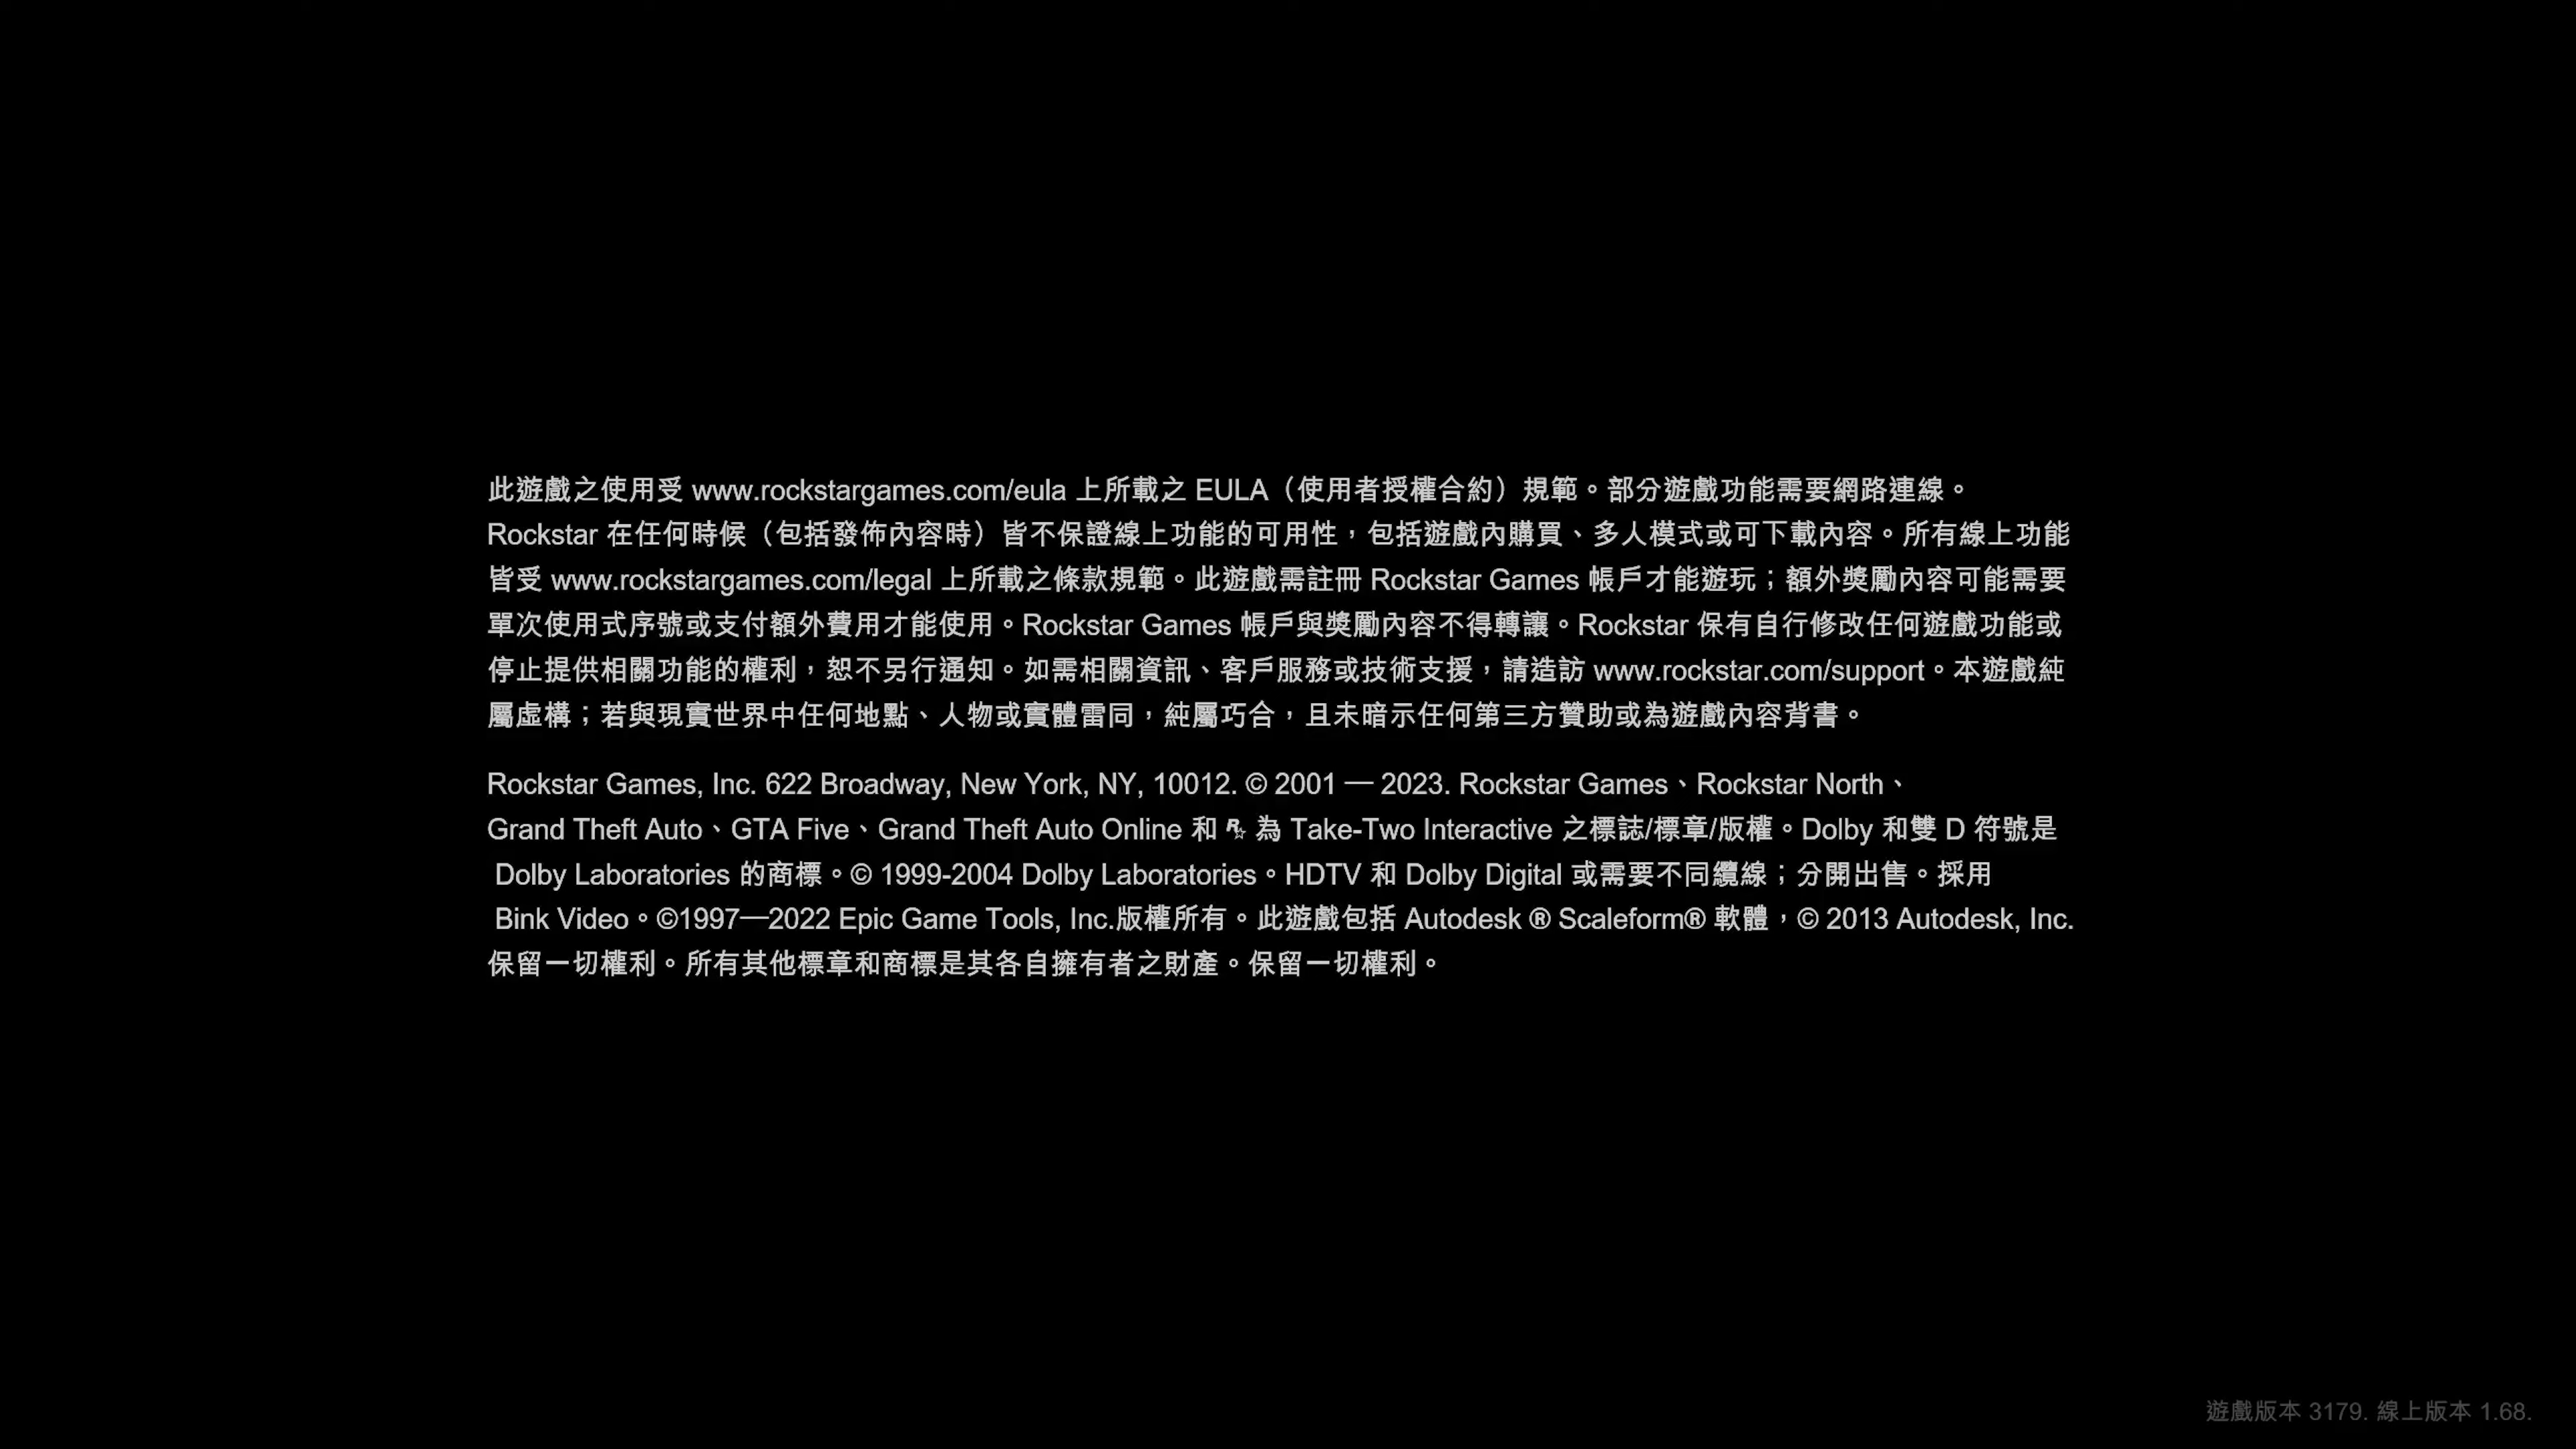 此遊戲之使用受 www.rockstargames.com/eula 上所載之 EULA（使用者授權合約）規範。部分遊戲功能需要網路連線。
Rockstar 在任何時候（包括發佈內容時）皆不保證線上功能的可用性，包括遊戲內購買、多人模式或可下載內容。所有線上功能
皆受 www.rockstargames.com/legal 上所載之條款規範。此遊戲需註冊 Rockstar Games 帳戶才能遊玩；額外獎勵內容可能需要
單次使用式序號或支付額外費用才能使用。Rockstar Games 帳戶與獎勵內容不得轉讓。Rockstar 保有自行修改任何遊戲功能或
停止提供相關功能的權利，恕不另行通知。如需相關資訊、客戶服務或技術支援，請造訪 www.rockstar.com/support。本遊戲純
屬虛構；若與現實世界中任何地點、人物或實體雷同，純屬巧合，且未暗示任何第三方贊助或為遊戲內容背書。
Rockstar Games, Inc. 622 Broadway, New York, NY, 10012. © 2001 — 2023. Rockstar Games、Rockstar North、
Grand Theft Auto、GTA Five、Grand Theft Auto Online 和 R☆ 為 Take-Two Interactive 之標誌/標章/版權。Dolby 和雙 D 符號是
Dolby Laboratories 的商標。© 1999-2004 Dolby Laboratories。HDTV 和 Dolby Digital 或需要不同纜線；分開出售。採用
Bink Video。©1997—2022 Epic Game Tools, Inc.版權所有。此遊戲包括 Autodesk ® Scaleform® 軟體，© 2013 Autodesk, Inc.
保留一切權利。所有其他標章和商標是其各自擁有者之財產。保留一切權利。
遊戲版本 3179. 線上版本 1.68.